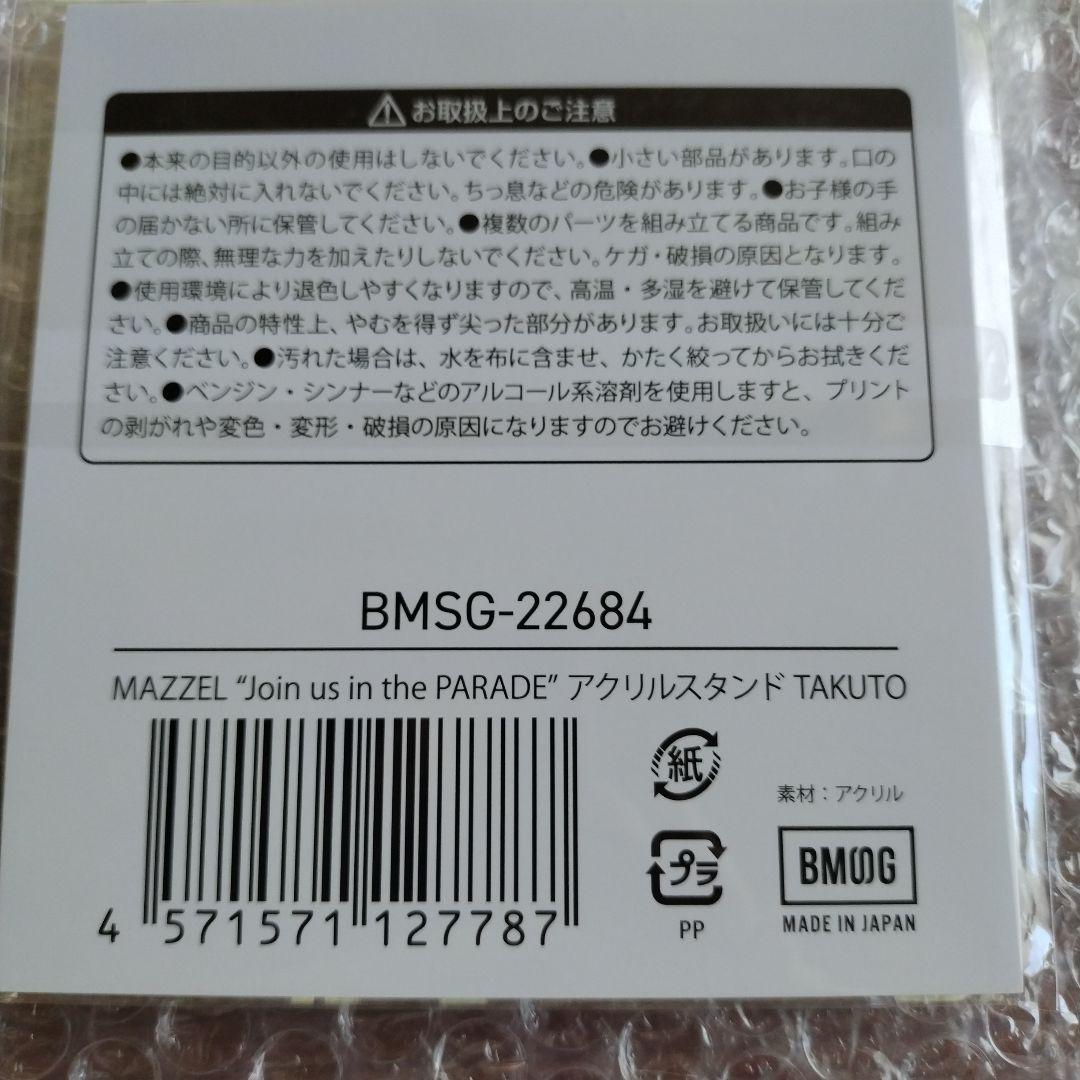 ⚠お取扱上のご注意
●本来の目的以外の使用はしないでください。●小さい部品があります。口の
中には絶対に入れないでください。ちっ息などの危険があります。●お子様の手
の届かない所に保管してください。●複数のパーツを組み立てる商品です。組み
立ての際、無理な力を加えたりしないでください。ケガ・破損の原因となります。
●使用環境により退色しやすくなりますので、高温・多湿を避けて保管してくだ
さい。●商品の特性上、やむを得ず尖った部分があります。お取扱いには十分ご
注意ください。●汚れた場合は、水を布に含ませ、かたく絞ってからお拭きくだ
さい。●ベンジン・シンナーなどのアルコール系溶剤を使用しますと、プリント
の剥がれや変色・変形・破損の原因になりますのでお避けください。
BMSG-22684
MAZZEL “Join us in the PARADE” アクリルスタンド TAKUTO
4 571571 127787
紙
プラ
PP
素材：アクリル
BMSG
MADE IN JAPAN